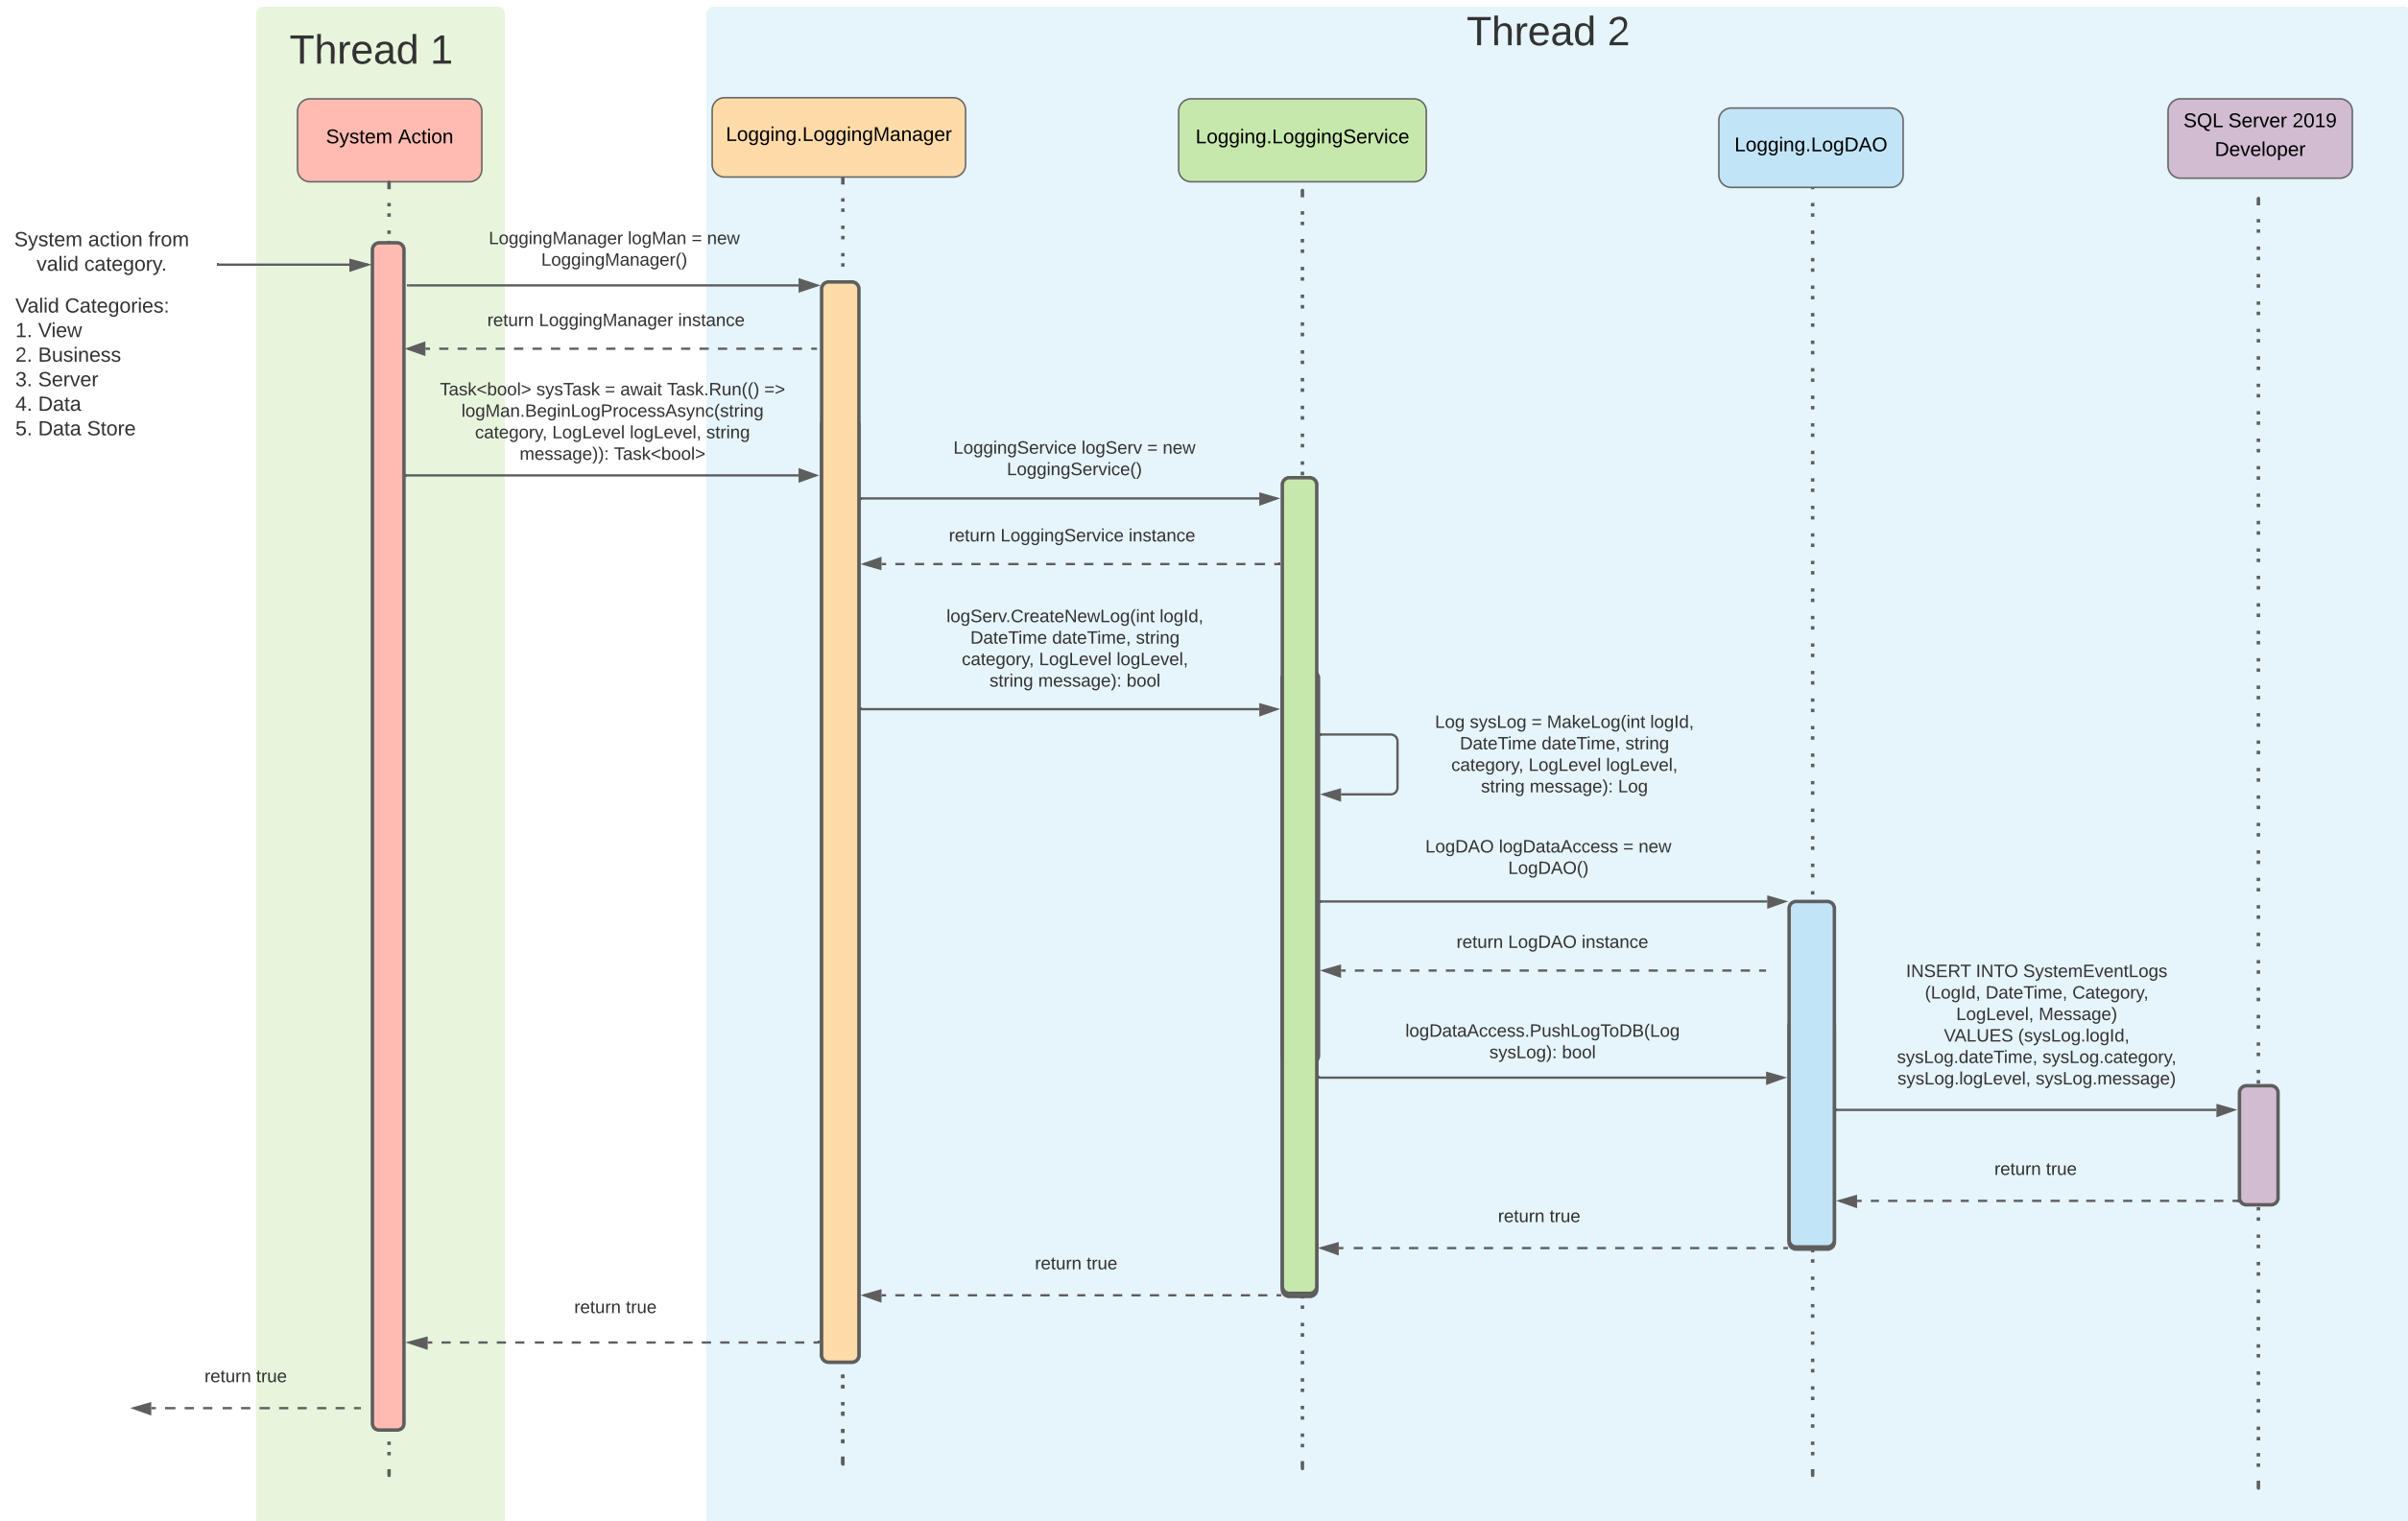 Thread 1
Thread 2
System Action
Logging.LoggingManager
Logging.LoggingService
Logging.LogDAO
SQL Server 2019
Developer
System action from
valid category.
Valid Categories:
1. View
2. Business
3. Server
4. Data
5. Data Store
LoggingManager logMan = new
LoggingManager()
return LoggingManager instance
Task<bool> sysTask = await Task.Run(() =>
logMan.BeginLogProcessAsync(string
category, LogLevel logLevel, string
message)): Task<bool>
LoggingService logServ = new
LoggingService()
return LoggingService instance
logServ.CreateNewLog(int logId,
DateTime dateTime, string
category, LogLevel logLevel,
string message): bool
Log sysLog = MakeLog(int logId,
DateTime dateTime, string
category, LogLevel logLevel,
string message): Log
LogDAO logDataAccess = new
LogDAO()
return LogDAO instance
logDataAccess.PushLogToDB(Log
sysLog): bool
INSERT INTO SystemEventLogs
(LogId, DateTime, Category,
LogLevel, Message)
VALUES (sysLog.logId,
sysLog.dateTime, sysLog.category,
sysLog.logLevel, sysLog.message)
return true
return true
return true
return true
return true